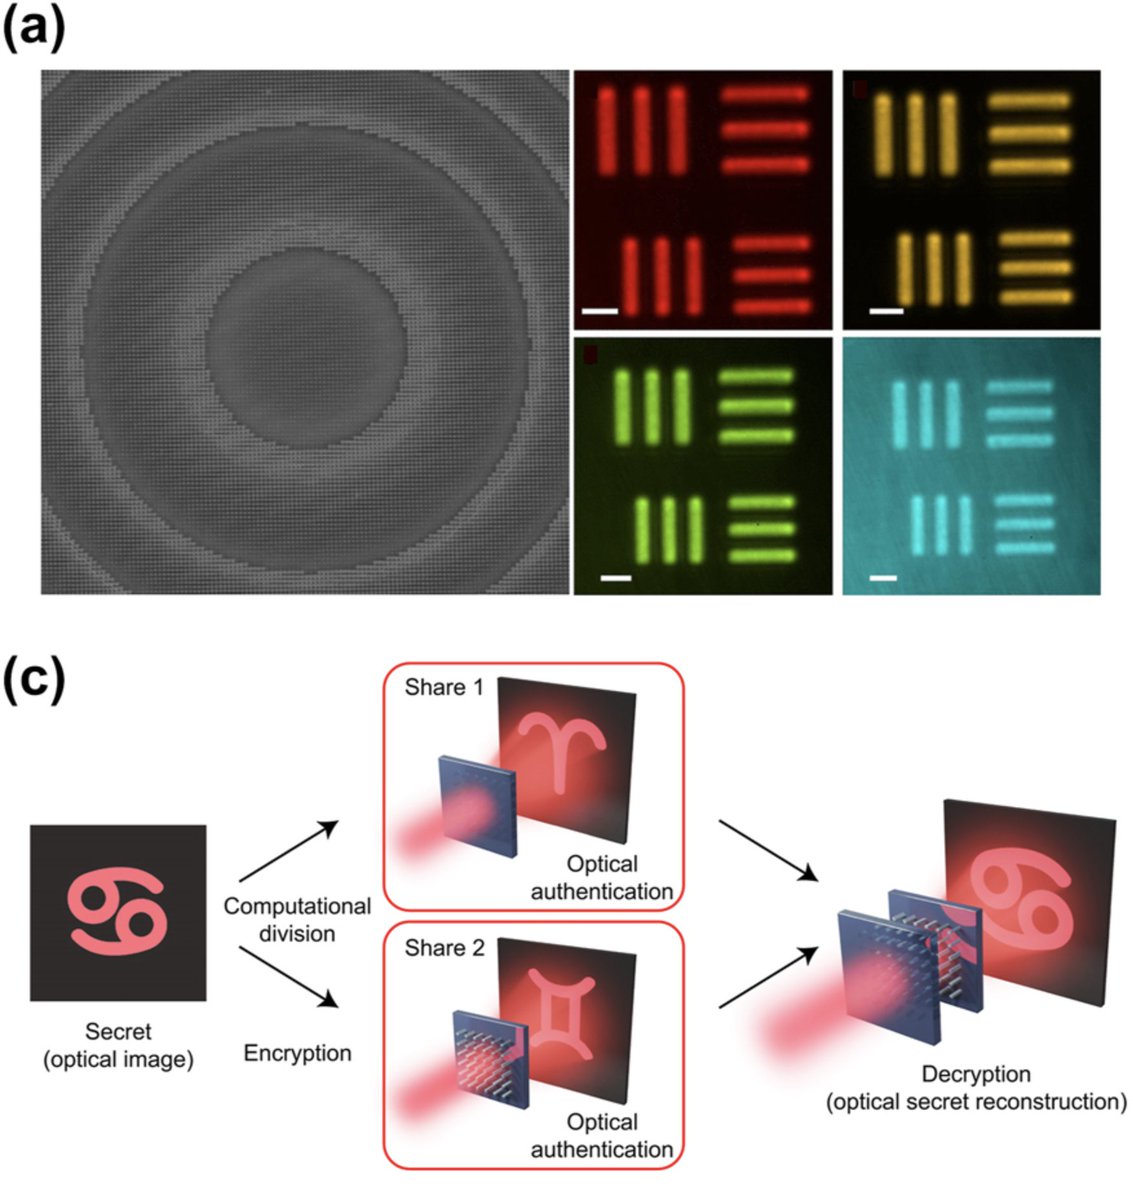 (a)
(c)
Share 1
Optical
authentication
Computational
division
Share 2
Secret
(optical image)
Encryption
Optical
authentication
Decryption
(optical secret reconstruction)